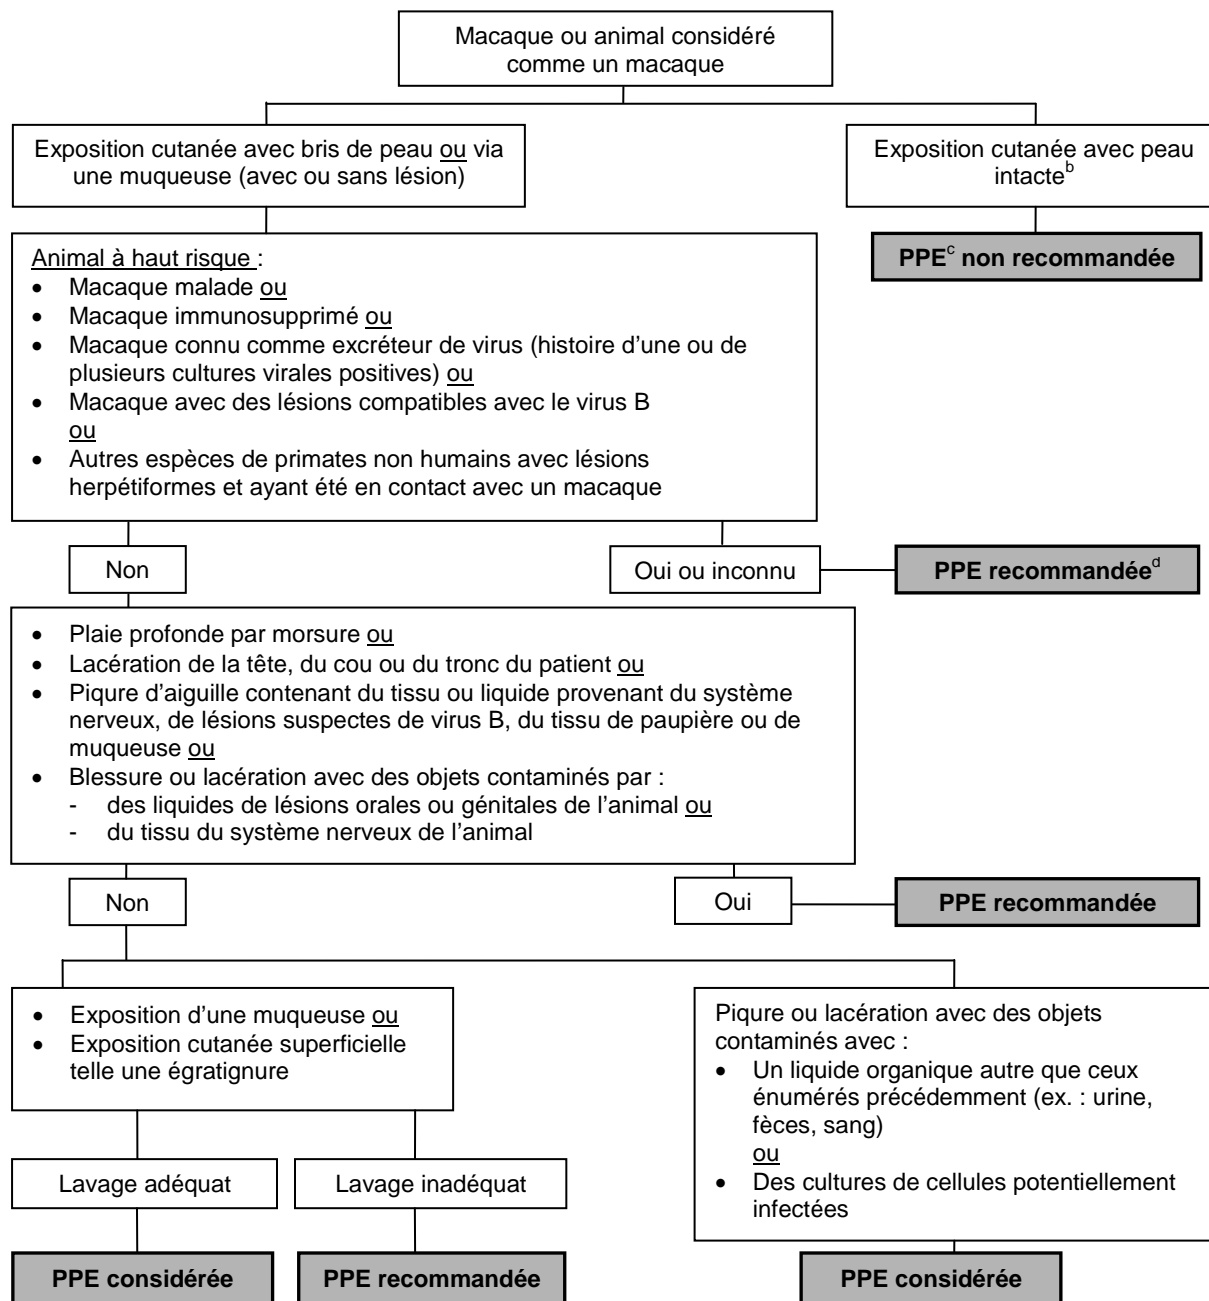 Macaque ou animal considéré
comme un macaque
Exposition cutanée avec bris de peau ou via
une muqueuse (avec ou sans lésion)
Exposition cutanée avec peau
intacteᵇ
PPEᶜ non recommandée
Animal à haut risque :
• Macaque malade ou
• Macaque immunosupprimé ou
• Macaque connu comme excréteur de virus (histoire d'une ou de
plusieurs cultures virales positives) ou
• Macaque avec des lésions compatibles avec le virus B
ou
• Autres espèces de primates non humains avec lésions
herpétiformes et ayant été en contact avec un macaque
Non
Oui ou inconnu
PPE recommandéeᵈ
• Plaie profonde par morsure ou
• Lacération de la tête, du cou ou du tronc du patient ou
• Piqure d'aiguille contenant du tissu ou liquide provenant du système
nerveux, de lésions suspectes de virus B, du tissu de paupière ou de
muqueuse ou
• Blessure ou lacération avec des objets contaminés par :
- des liquides de lésions orales ou génitales de l'animal ou
- du tissu du système nerveux de l'animal
Non
Oui
PPE recommandée
• Exposition d'une muqueuse ou
• Exposition cutanée superficielle
telle une égratignure
Piqure ou lacération avec des objets
contaminés avec :
• Un liquide organique autre que ceux
énumérés précédemment (ex. : urine,
fèces, sang)
ou
• Des cultures de cellules potentiellement
infectées
Lavage adéquat
Lavage inadéquat
PPE considérée
PPE recommandée
PPE considérée